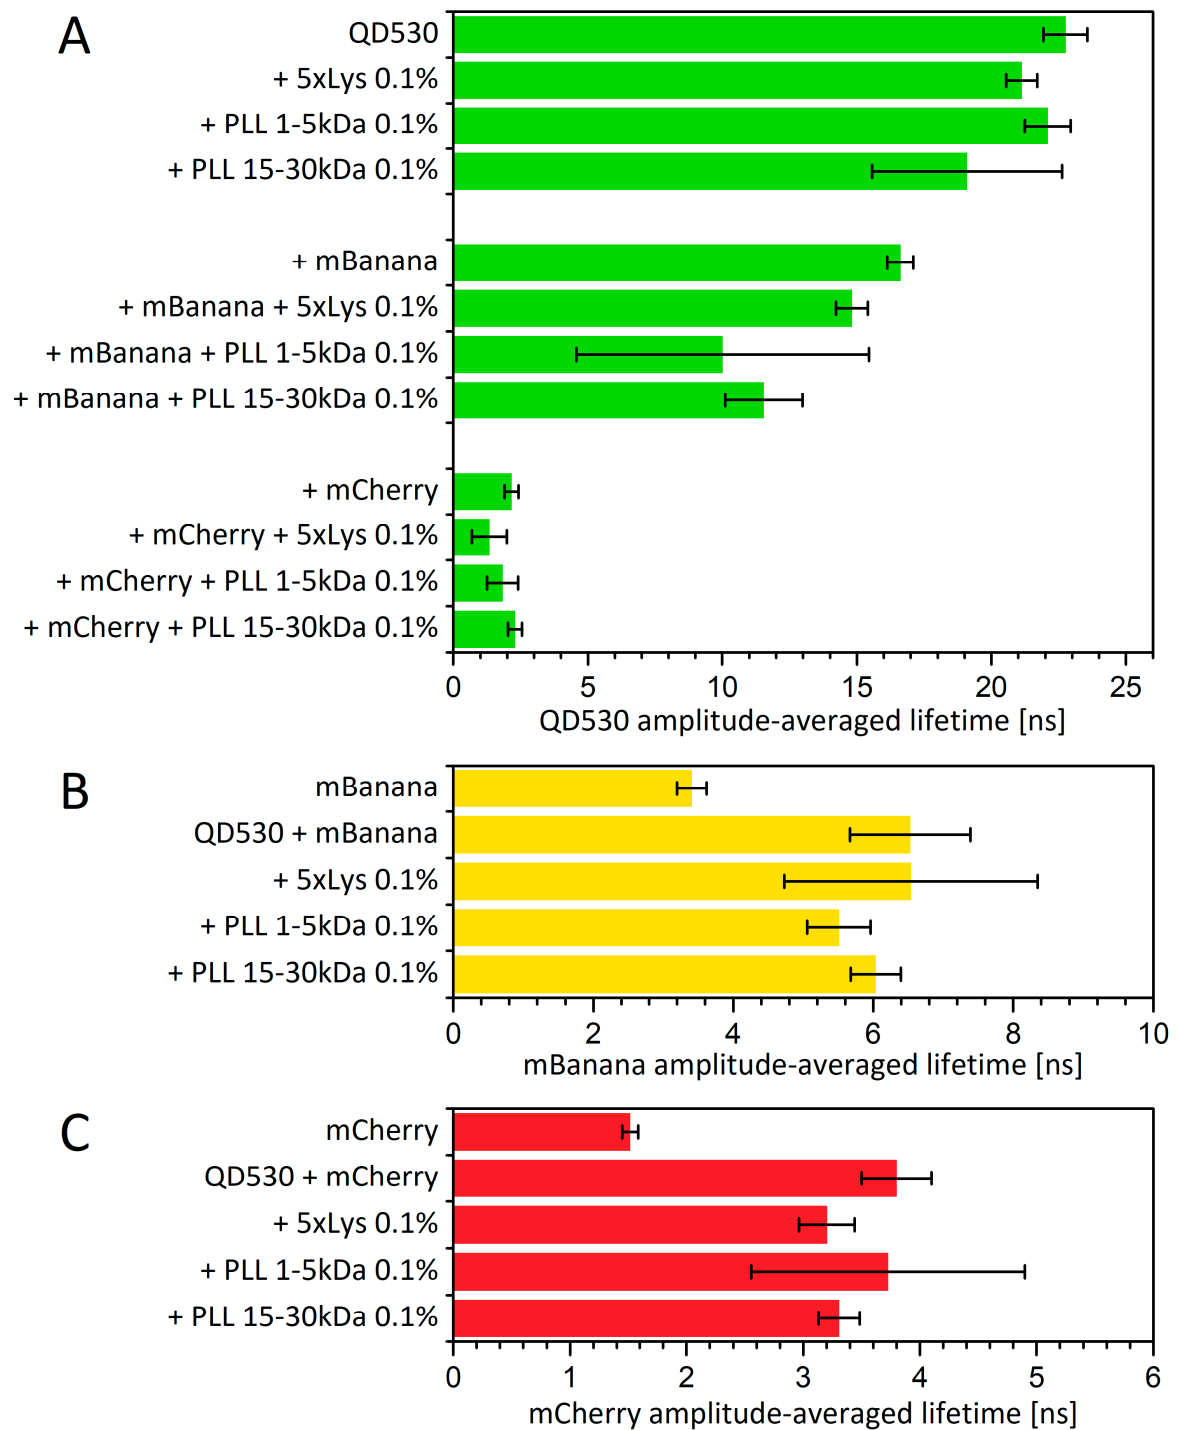 A
QD530
+ 5xLys 0.1%
+ PLL 1-5kDa 0.1%
+ PLL 15-30kDa 0.1%
+ mBanana
+ mBanana + 5xLys 0.1%
+ mBanana + PLL 1-5kDa 0.1%
+ mBanana + PLL 15-30kDa 0.1%
+ mCherry
+ mCherry + 5xLys 0.1%
+ mCherry + PLL 1-5kDa 0.1%
+ mCherry + PLL 15-30kDa 0.1%
0 5 10 15 20 25
QD530 amplitude-averaged lifetime [ns]
B
mBanana
QD530 + mBanana
+ 5xLys 0.1%
+ PLL 1-5kDa 0.1%
+ PLL 15-30kDa 0.1%
0 2 4 6 8 10
mBanana amplitude-averaged lifetime [ns]
C
mCherry
QD530 + mCherry
+ 5xLys 0.1%
+ PLL 1-5kDa 0.1%
+ PLL 15-30kDa 0.1%
0 1 2 3 4 5 6
mCherry amplitude-averaged lifetime [ns]